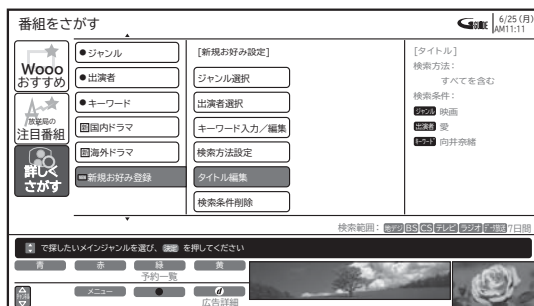 番組をさがす
G GUIDE 6/25 (月)
AM11:11
Wooo
おすすめ
放送局の
注目番組
詳しく
さがす
●ジャンル
●出演者
●キーワード
国内ドラマ
海外ドラマ
新規お好み登録
[新規お好み設定]
ジャンル選択
出演者選択
キーワード入力／編集
検索方法設定
タイトル編集
検索条件削除
[タイトル]
検索方法:
すべてを含む
検索条件:
ジャンル 映画
出演者 愛
キーワード 向井奈緒
検索範囲: 地デジ BS CS テレビ ラジオ データ 7日間
で探したいメインジャンルを選び、決定 を押してください
青 赤 緑 黄
予約一覧
メニュー ● d
広告詳細